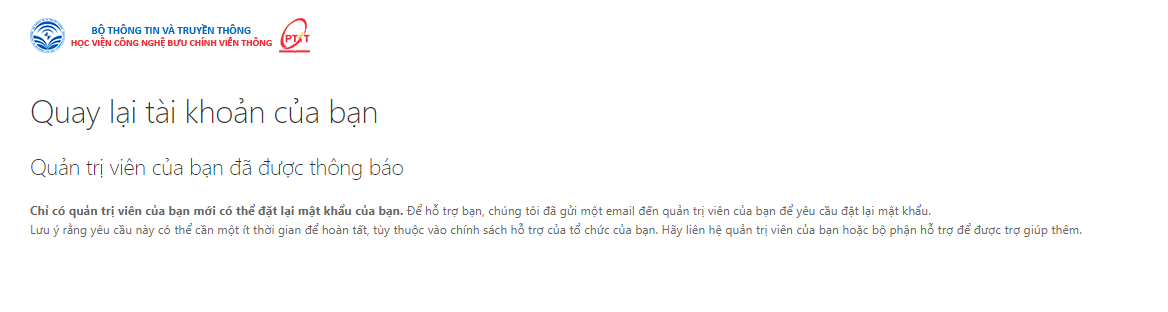 BỘ THÔNG TIN VÀ TRUYỀN THÔNG
HỌC VIỆN CÔNG NGHỆ BƯU CHÍNH VIỄN THÔNG
PTIT
Quay lại tài khoản của bạn
Quản trị viên của bạn đã được thông báo
Chỉ có quản trị viên của bạn mới có thể đặt lại mật khẩu của bạn. Để hỗ trợ bạn, chúng tôi đã gửi một email đến quản trị viên của bạn để yêu cầu đặt lại mật khẩu.
Lưu ý rằng yêu cầu này có thể cần một ít thời gian để hoàn tất, tùy thuộc vào chính sách hỗ trợ của tổ chức của bạn. Hãy liên hệ quản trị viên của bạn hoặc bộ phận hỗ trợ để được trợ giúp thêm.